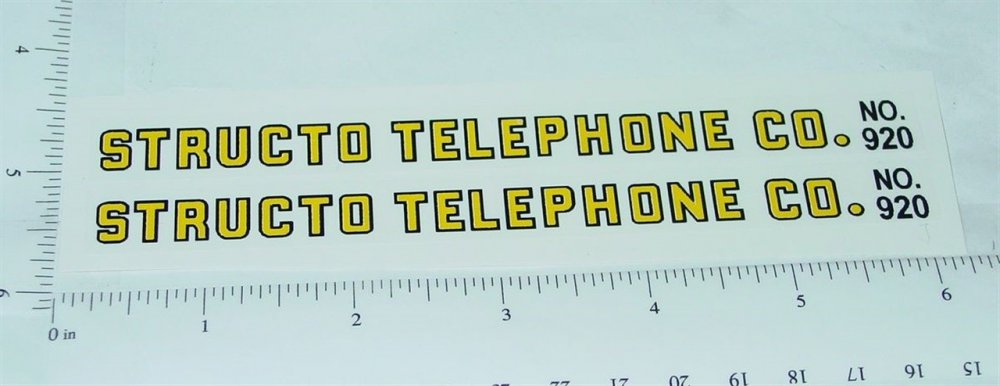 STRUCTO TELEPHONE CO. NO. 920
STRUCTO TELEPHONE CO. NO. 920
4
5
6
0 in 1 2 3 4 5 6
20 19 18 17 16 15